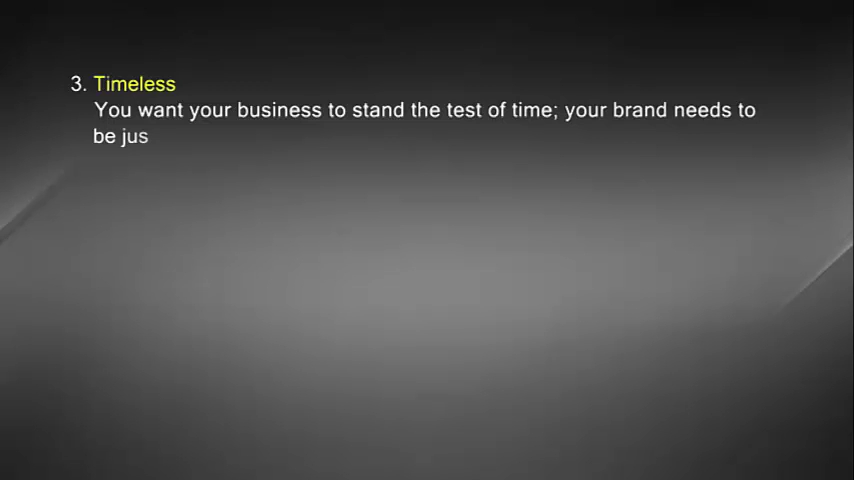 3. Timeless
You want your business to stand the test of time; your brand needs to
be jus